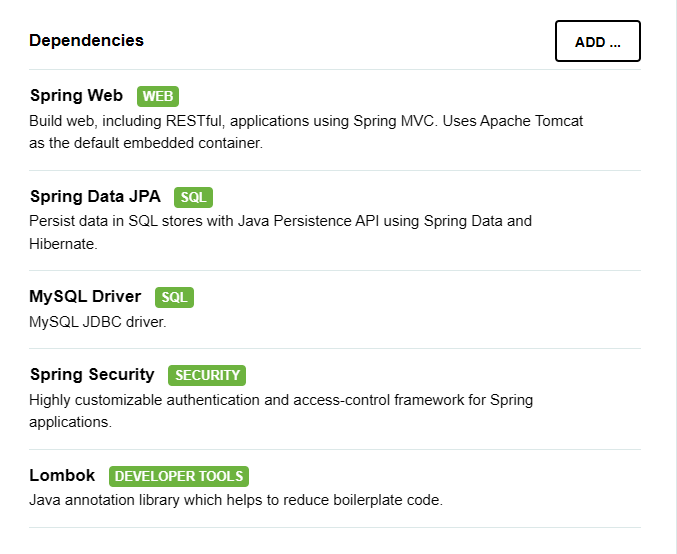 Dependencies
ADD ...
Spring Web WEB
Build web, including RESTful, applications using Spring MVC. Uses Apache Tomcat
as the default embedded container.
Spring Data JPA SQL
Persist data in SQL stores with Java Persistence API using Spring Data and
Hibernate.
MySQL Driver SQL
MySQL JDBC driver.
Spring Security SECURITY
Highly customizable authentication and access-control framework for Spring
applications.
Lombok DEVELOPER TOOLS
Java annotation library which helps to reduce boilerplate code.